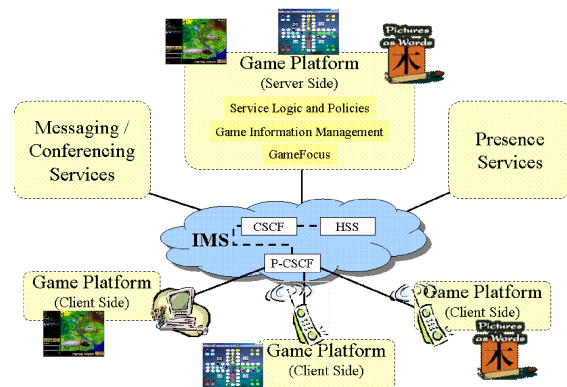 Pictures
as Words
木
Game Platform
(Server Side)
Service Logic and Policies
Game Information Management
GameFocus
Messaging /
Conferencing
Services
Presence
Services
IMS
CSCF
HSS
P-CSCF
Game Platform
(Client Side)
Game Platform
(Client Side)
Game Platform
(Client Side)
Pictures
as Words
木